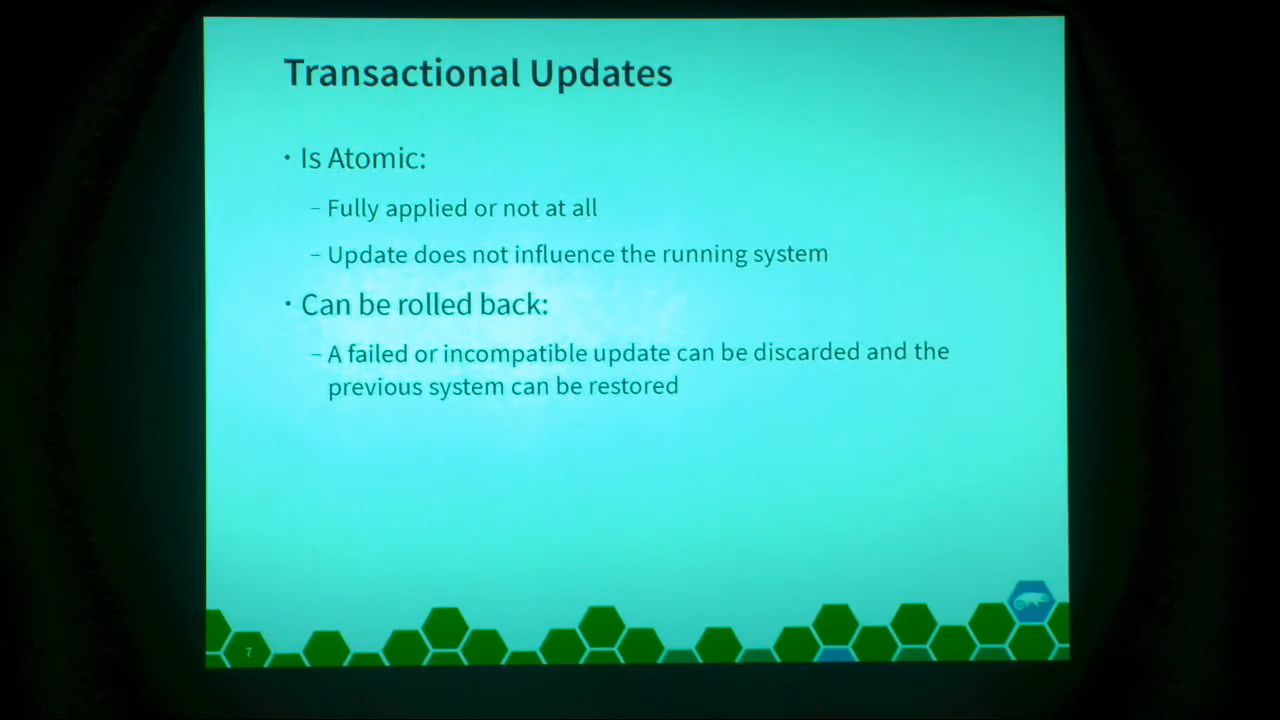 Transactional Updates
• Is Atomic:
– Fully applied or not at all
– Update does not influence the running system
• Can be rolled back:
– A failed or incompatible update can be discarded and the
previous system can be restored
7